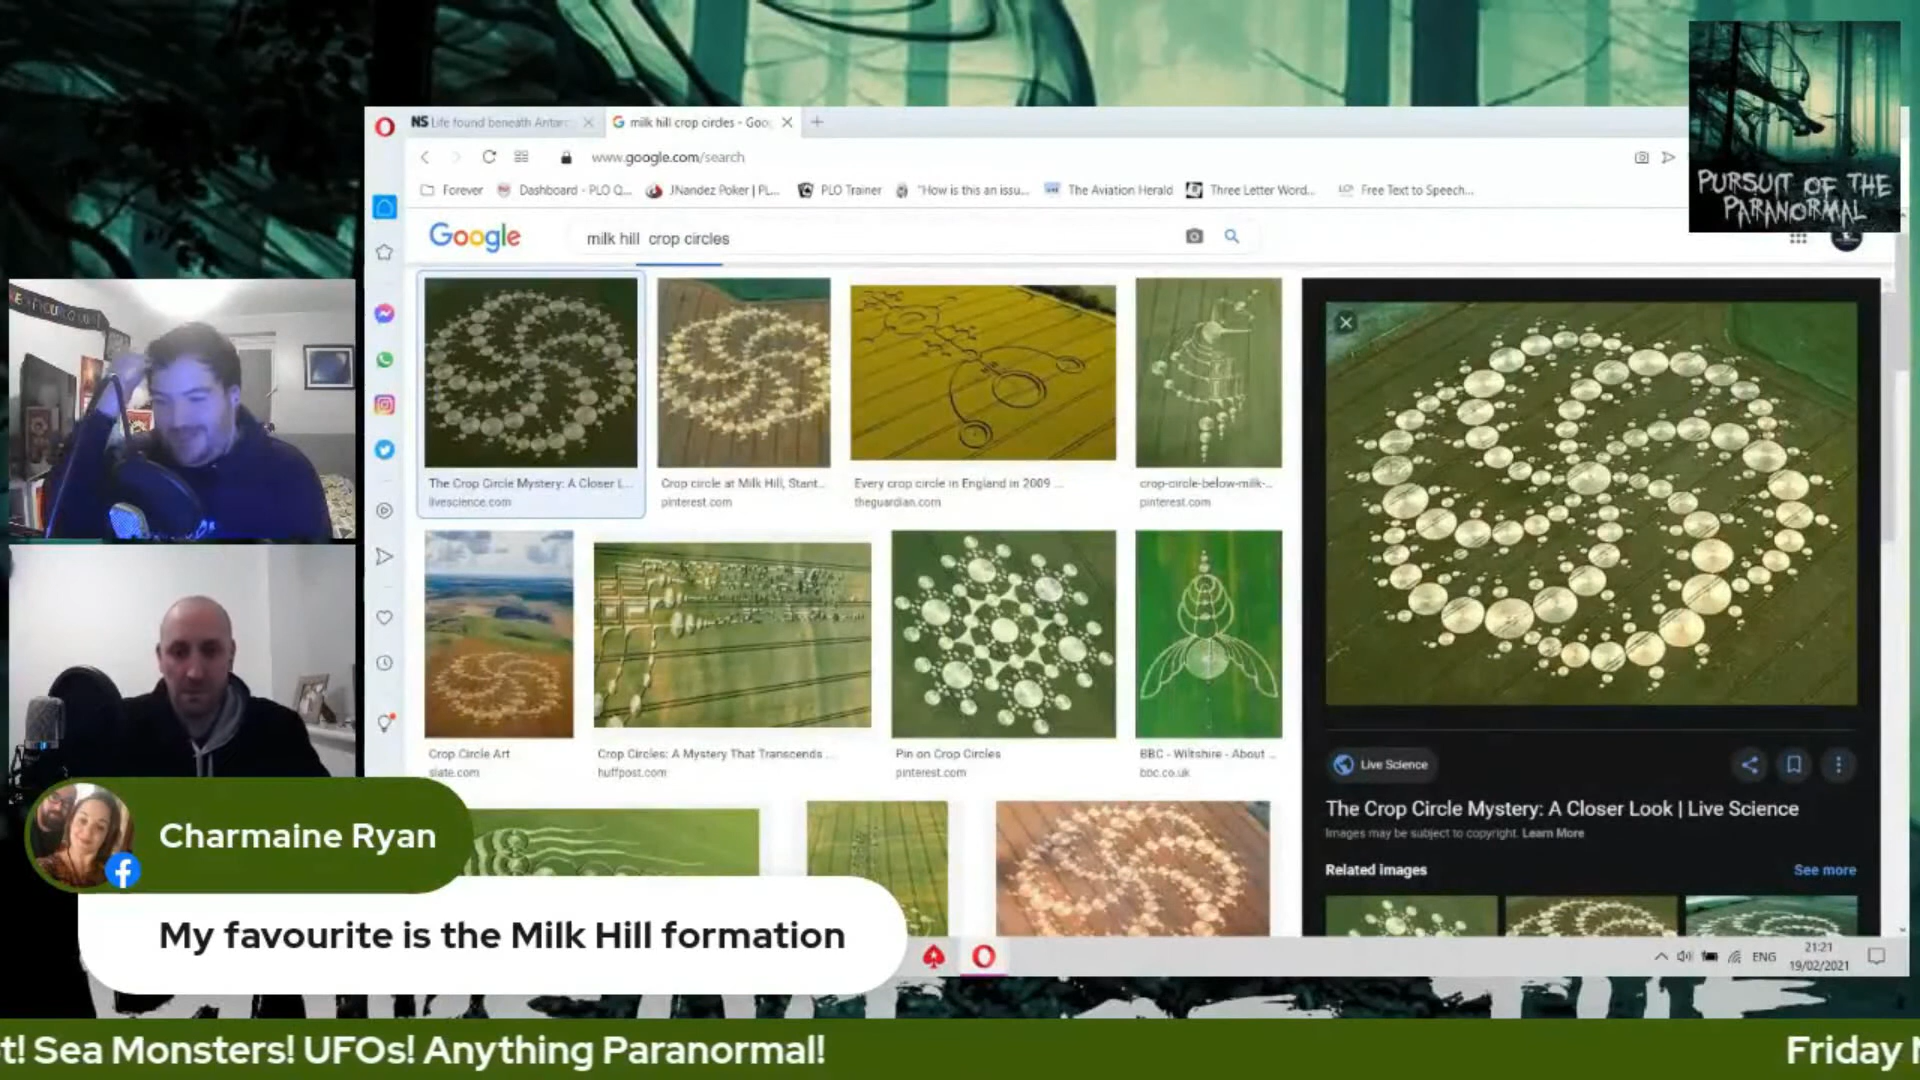 PURSUIT OF THE
PARANORMAL
NS Life found beneath Antarc
milk hill crop circles - Goo
www.google.com/search
Forever
Dashboard - PLO Q...
JNandez Poker | PL...
PLO Trainer
"How is this an issu...
The Aviation Herald
Three Letter Word...
Free Text to Speech...
Google
milk hill crop circles
The Crop Circle Mystery: A Closer L...
livescience.com
Crop circle at Milk Hill, Stant...
pinterest.com
Every crop circle in England in 2009 ...
theguardian.com
crop-circle-below-milk-...
pinterest.com
Crop Circle Art
slate.com
Crop Circles: A Mystery That Transcends ...
huffpost.com
Pin on Crop Circles
pinterest.com
BBC - Wiltshire - About ...
bbc.co.uk
Live Science
The Crop Circle Mystery: A Closer Look | Live Science
Images may be subject to copyright. Learn More
Related images
See more
Charmaine Ryan
My favourite is the Milk Hill formation
ENG
21:21
19/02/2021
t! Sea Monsters! UFOs! Anything Paranormal!
Friday